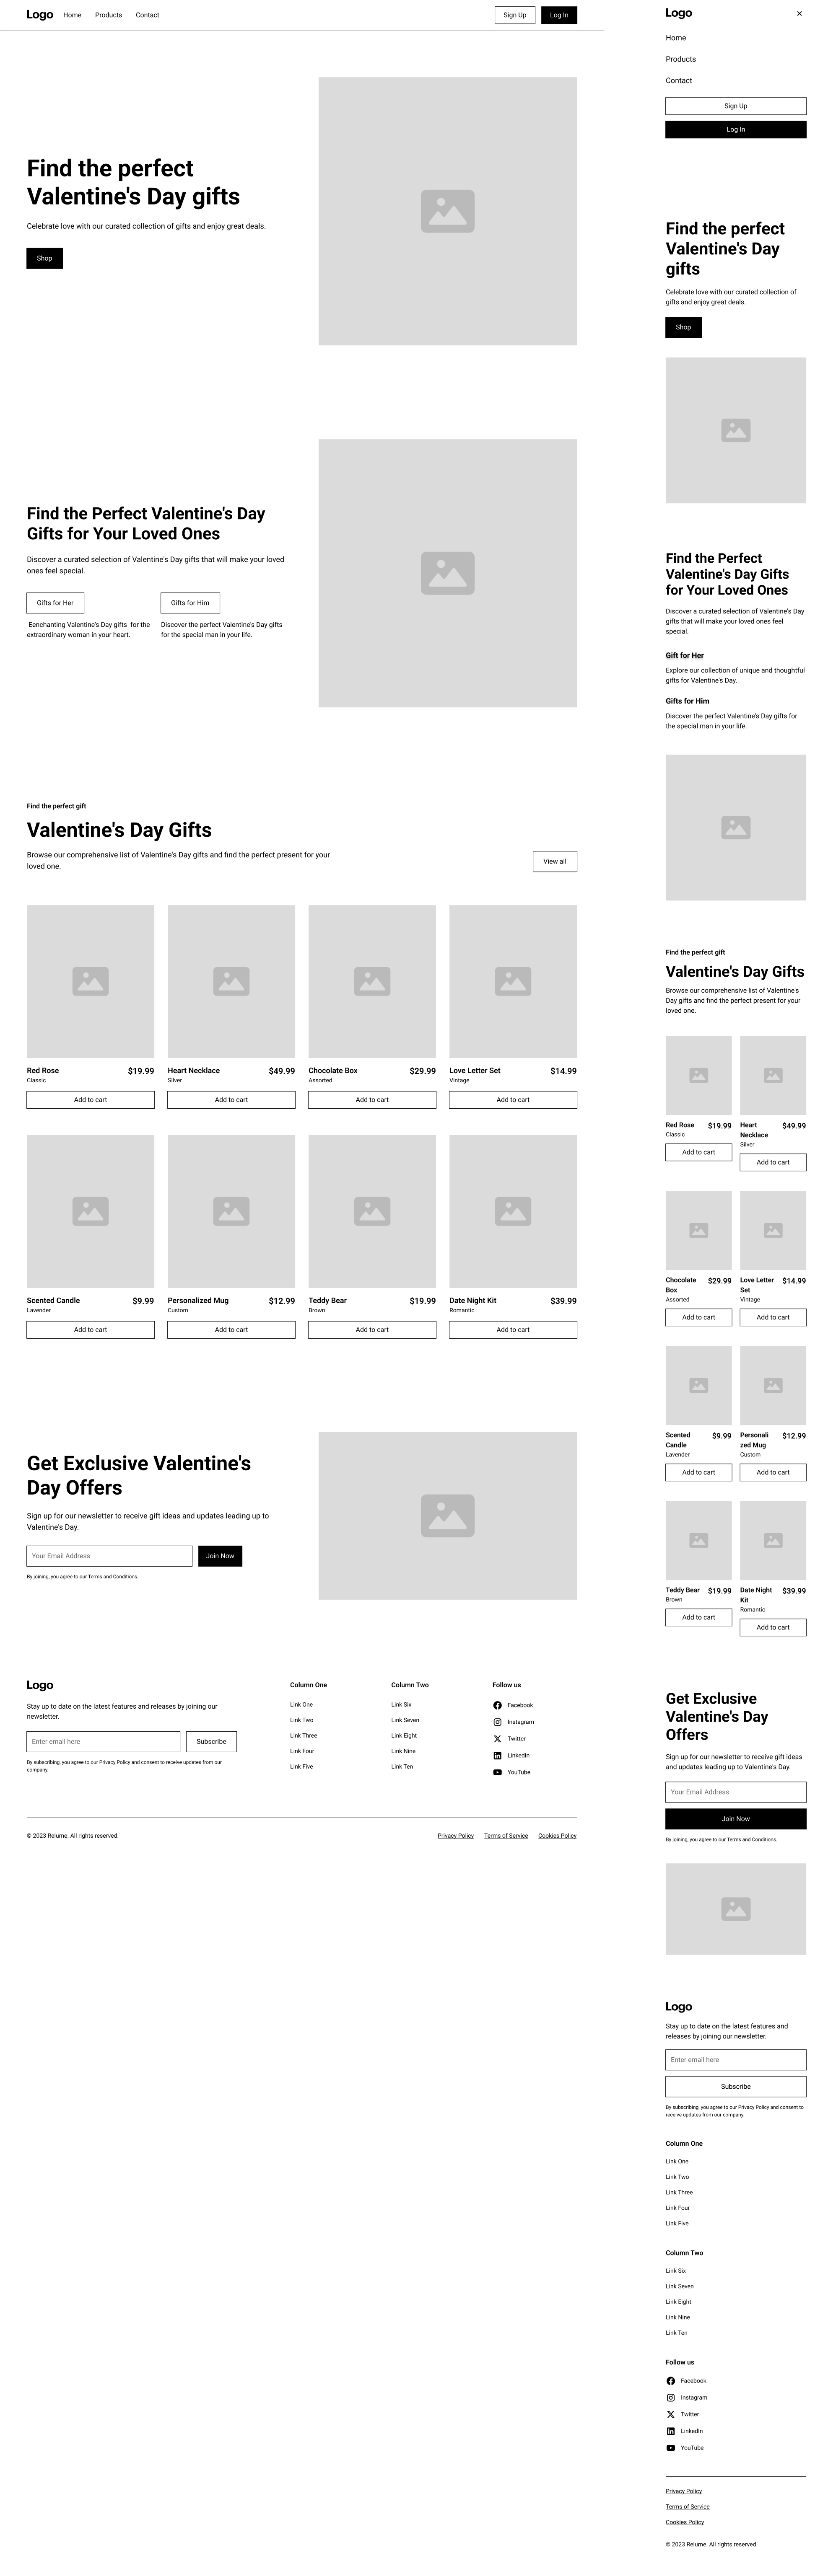 Logo Home Products Contact Sign Up Log In
Find the perfect
Valentine's Day gifts
Celebrate love with our curated collection of gifts and enjoy great deals.
Shop
Find the Perfect Valentine's Day
Gifts for Your Loved Ones
Discover a curated selection of Valentine's Day gifts that will make your loved
ones feel special.
Gifts for Her
Eenchanting Valentine's Day gifts for the
extraordinary woman in your heart.
Gifts for Him
Discover the perfect Valentine's Day gifts
for the special man in your life.
Find the perfect gift
Valentine's Day Gifts
Browse our comprehensive list of Valentine's Day gifts and find the perfect present for your
loved one.
View all
Red Rose $19.99
Classic
Add to cart
Heart Necklace $49.99
Silver
Add to cart
Chocolate Box $29.99
Assorted
Add to cart
Love Letter Set $14.99
Vintage
Add to cart
Scented Candle $9.99
Lavender
Add to cart
Personalized Mug $12.99
Custom
Add to cart
Teddy Bear $19.99
Brown
Add to cart
Date Night Kit $39.99
Romantic
Add to cart
Get Exclusive Valentine's
Day Offers
Sign up for our newsletter to receive gift ideas and updates leading up to
Valentine's Day.
Your Email Address
Join Now
By joining, you agree to our Terms and Conditions.
Logo
Stay up to date on the latest features and releases by joining our
newsletter.
Enter email here
Subscribe
By subscribing, you agree to our Privacy Policy and consent to receive updates from our
company.
Column One
Link One
Link Two
Link Three
Link Four
Link Five
Column Two
Link Six
Link Seven
Link Eight
Link Nine
Link Ten
Follow us
Facebook
Instagram
Twitter
LinkedIn
YouTube
© 2023 Relume. All rights reserved.
Privacy Policy Terms of Service Cookies Policy
Logo
Home
Products
Contact
Sign Up
Log In
Find the perfect
Valentine's Day
gifts
Celebrate love with our curated collection of
gifts and enjoy great deals.
Shop
Find the Perfect
Valentine's Day Gifts
for Your Loved Ones
Discover a curated selection of Valentine's Day
gifts that will make your loved ones feel
special.
Gift for Her
Explore our collection of unique and thoughtful
gifts for Valentine's Day.
Gifts for Him
Discover the perfect Valentine's Day gifts for
the special man in your life.
Find the perfect gift
Valentine's Day Gifts
Browse our comprehensive list of Valentine's
Day gifts and find the perfect present for your
loved one.
Red Rose $19.99
Classic
Add to cart
Heart $49.99
Necklace
Silver
Add to cart
Chocolate $29.99
Box
Assorted
Add to cart
Love Letter $14.99
Set
Vintage
Add to cart
Scented $9.99
Candle
Lavender
Add to cart
Personali $12.99
zed Mug
Custom
Add to cart
Teddy Bear $19.99
Brown
Add to cart
Date Night $39.99
Kit
Romantic
Add to cart
Get Exclusive
Valentine's Day
Offers
Sign up for our newsletter to receive gift ideas
and updates leading up to Valentine's Day.
Your Email Address
Join Now
By joining, you agree to our Terms and Conditions.
Logo
Stay up to date on the latest features and
releases by joining our newsletter.
Enter email here
Subscribe
By subscribing, you agree to our Privacy Policy and consent to
receive updates from our company.
Column One
Link One
Link Two
Link Three
Link Four
Link Five
Column Two
Link Six
Link Seven
Link Eight
Link Nine
Link Ten
Follow us
Facebook
Instagram
Twitter
LinkedIn
YouTube
Privacy Policy
Terms of Service
Cookies Policy
© 2023 Relume. All rights reserved.